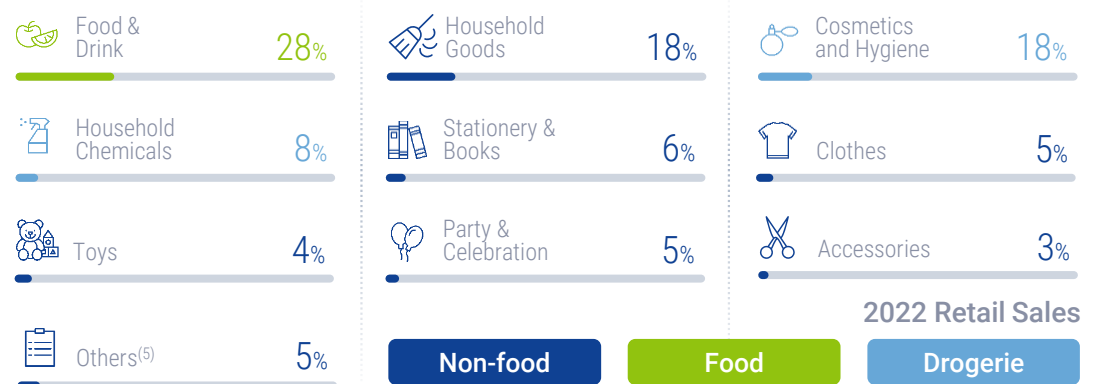 Food &
Drink
28%
Household
Goods
18%
Cosmetics
and Hygiene
18%
Household
Chemicals
8%
Stationery &
Books
6%
Clothes
5%
Toys
4%
Party &
Celebration
5%
Accessories
3%
2022 Retail Sales
Others(5)
5%
Non-food
Food
Drogerie